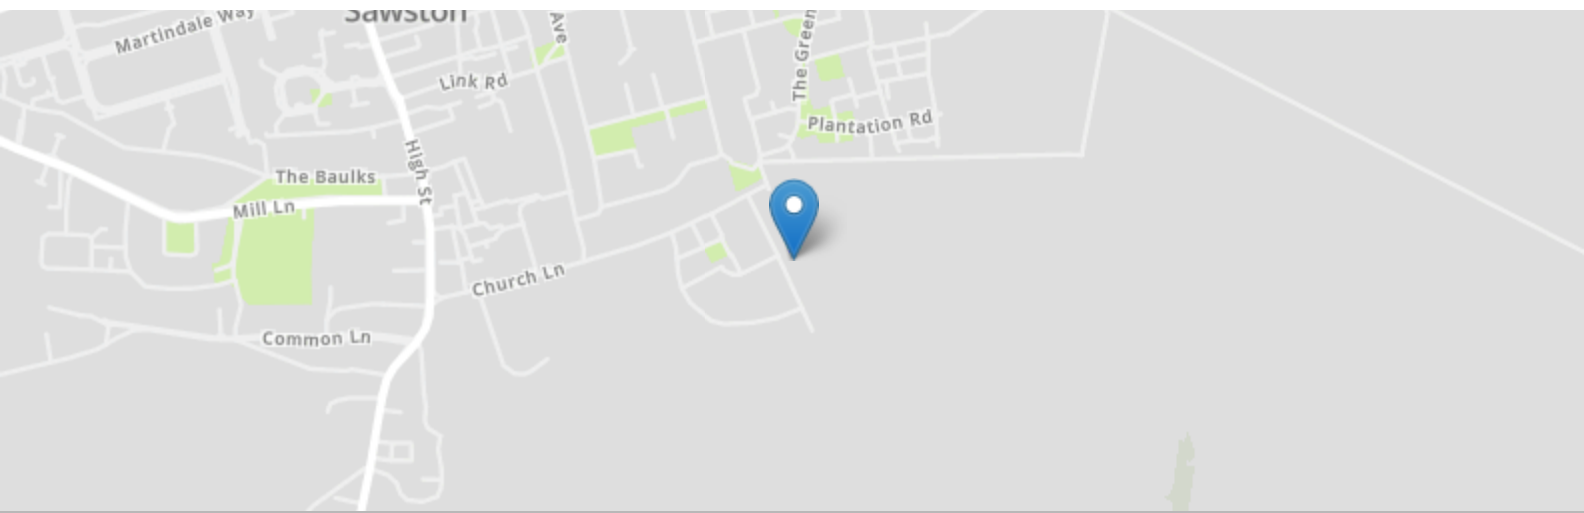 Sawston
Martindale Way
Ave
The Green
Link Rd
Plantation Rd
High St
The Baulks
Mill Ln
Church Ln
Common Ln